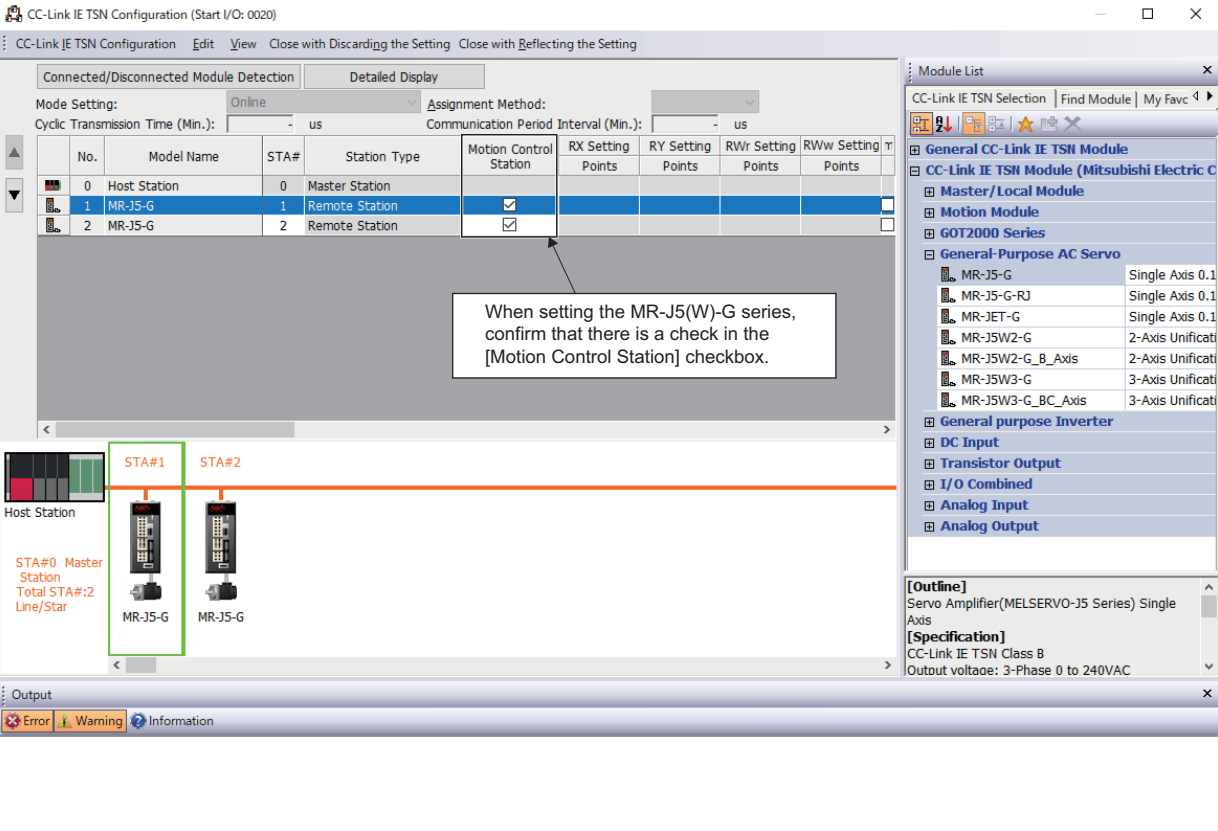 CC-Link IE TSN Configuration (Start I/O: 0020)
CC-Link IE TSN Configuration Edit View Close with Discarding the Setting Close with Reflecting the Setting
Connected/Disconnected Module Detection Detailed Display
Mode Setting: Online Assignment Method:
Cyclic Transmission Time (Min.): - us Communication Period Interval (Min.): - us
No. Model Name STA# Station Type Motion Control Station RX Setting RY Setting RWr Setting RWw Setting
Points Points Points Points
0 Host Station 0 Master Station
1 MR-J5-G 1 Remote Station
2 MR-J5-G 2 Remote Station
When setting the MR-J5(W)-G series,
confirm that there is a check in the
[Motion Control Station] checkbox.
STA#1 STA#2
Host Station
STA#0 Master
Station
Total STA#:2
Line/Star
MR-J5-G MR-J5-G
Module List
CC-Link IE TSN Selection Find Module My Favc
General CC-Link IE TSN Module
CC-Link IE TSN Module (Mitsubishi Electric C
Master/Local Module
Motion Module
GOT2000 Series
General-Purpose AC Servo
MR-J5-G Single Axis 0.1
MR-J5-G-RJ Single Axis 0.1
MR-JET-G Single Axis 0.1
MR-J5W2-G 2-Axis Unificati
MR-J5W2-G_B_Axis 2-Axis Unificati
MR-J5W3-G 3-Axis Unificati
MR-J5W3-G_BC_Axis 3-Axis Unificati
General purpose Inverter
DC Input
Transistor Output
I/O Combined
Analog Input
Analog Output
[Outline]
Servo Amplifier(MELSERVO-J5 Series) Single
Axis
[Specification]
CC-Link IE TSN Class B
Output voltage: 3-Phase 0 to 240VAC
Output
Error Warning Information